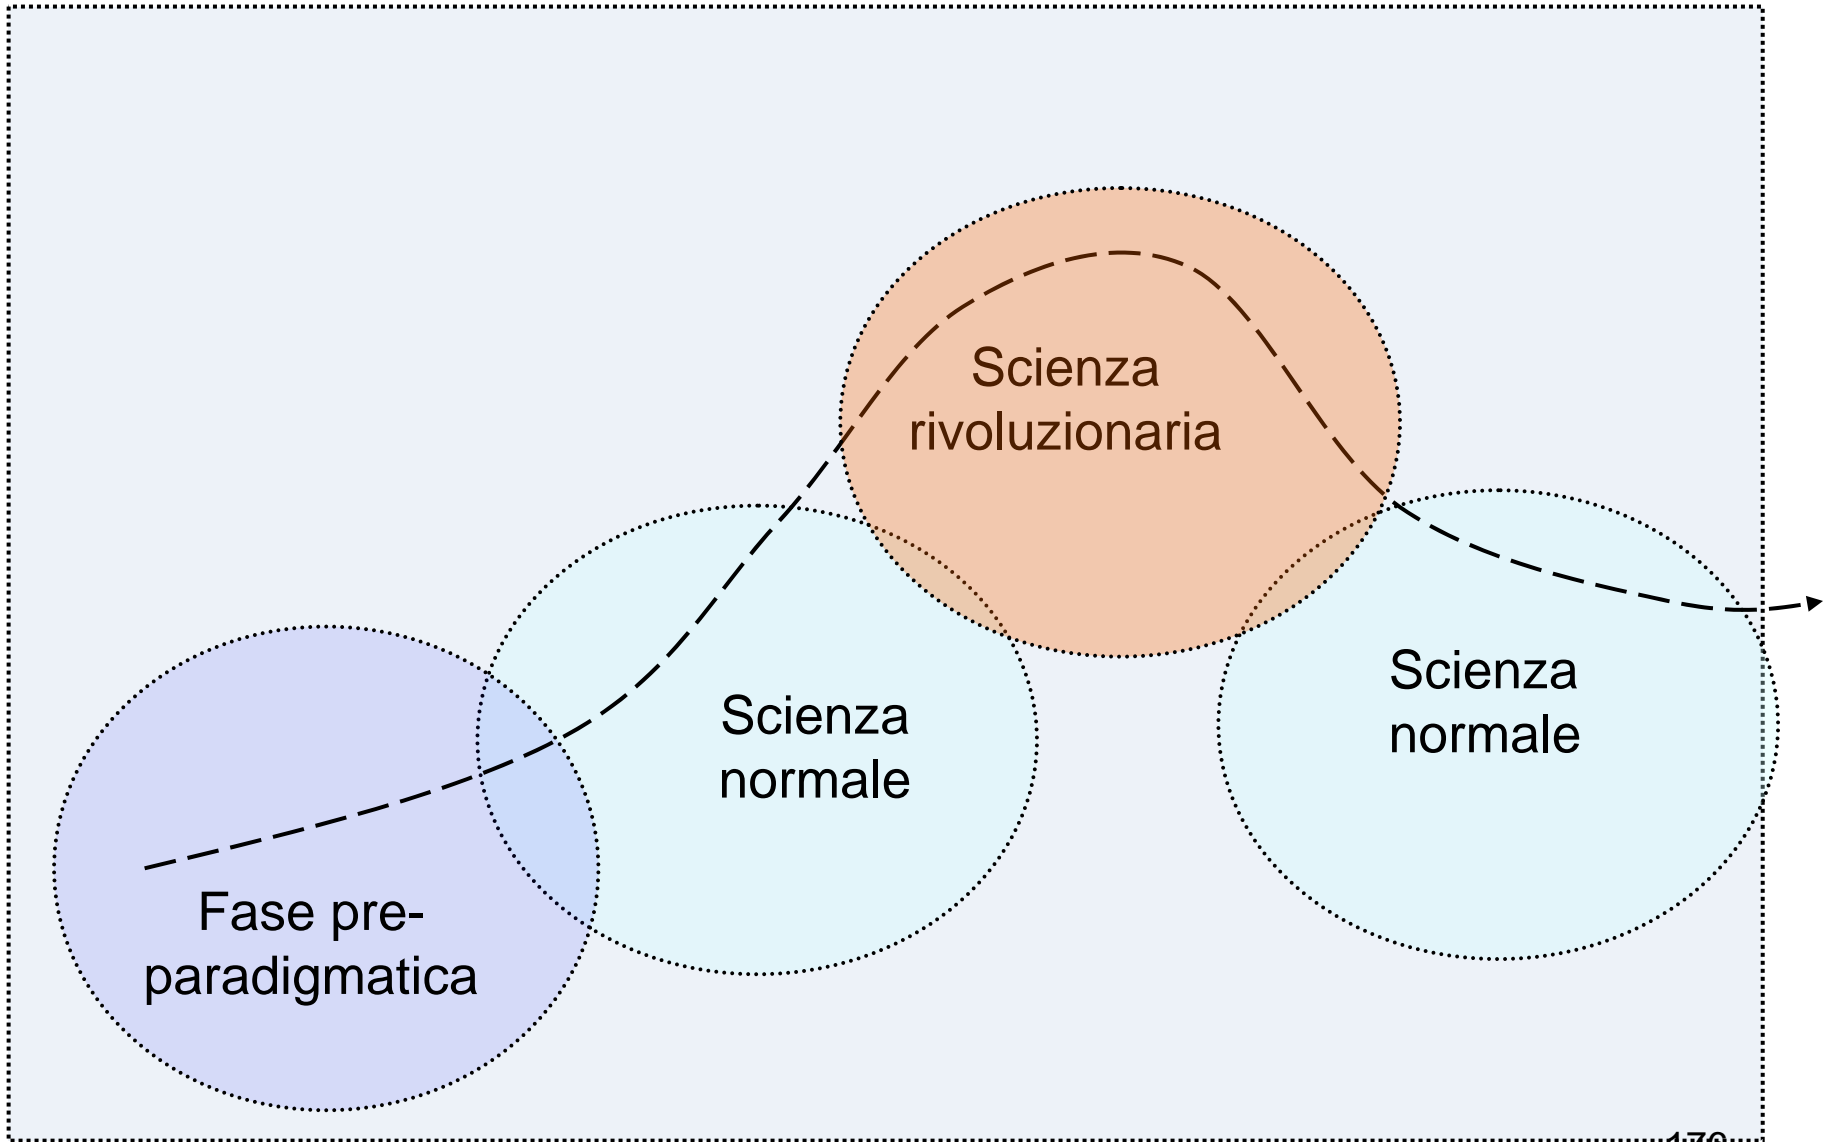 Scienza
rivoluzionaria
Scienza
normale
Scienza
normale
Fase pre-
paradigmatica